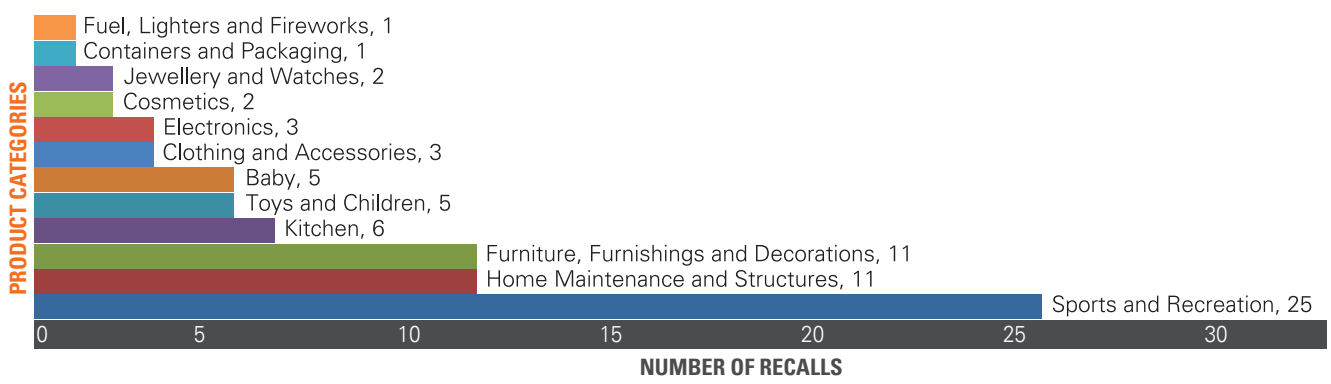 PRODUCT CATEGORIES
Fuel, Lighters and Fireworks, 1
Containers and Packaging, 1
Jewellery and Watches, 2
Cosmetics, 2
Electronics, 3
Clothing and Accessories, 3
Baby, 5
Toys and Children, 5
Kitchen, 6
Furniture, Furnishings and Decorations, 11
Home Maintenance and Structures, 11
Sports and Recreation, 25
0 5 10 15 20 25 30
NUMBER OF RECALLS